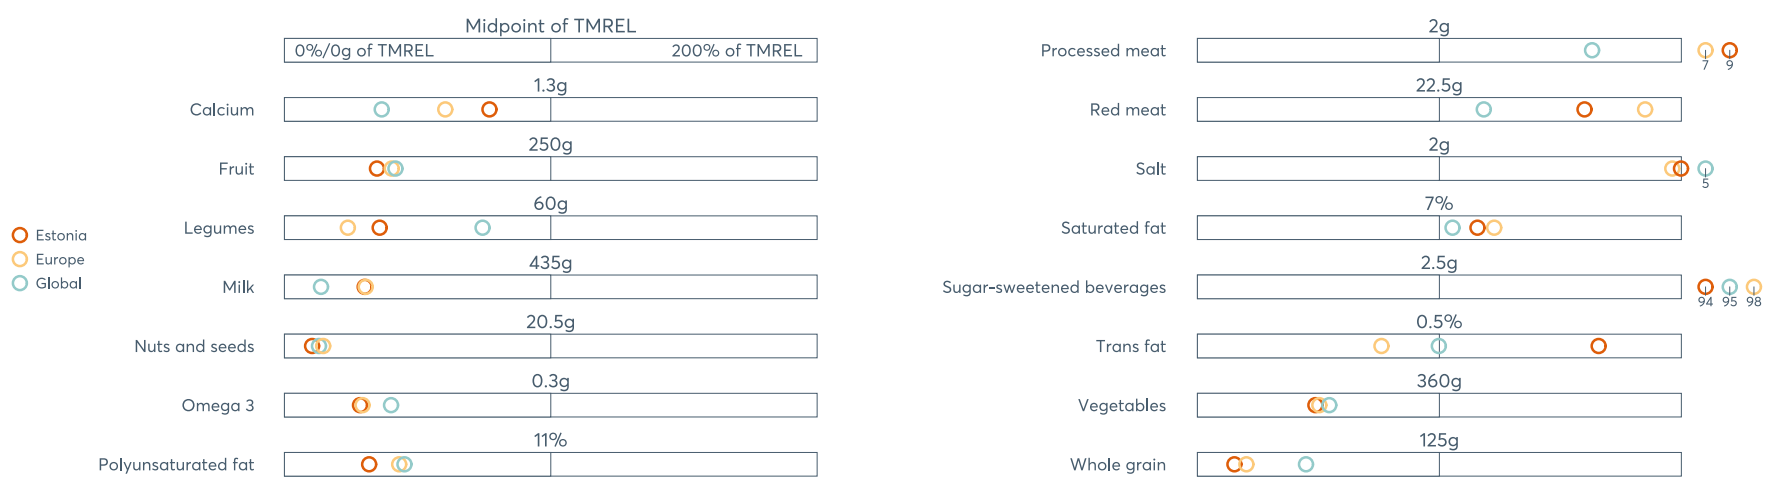 Midpoint of TMREL
0%/0g of TMREL 200% of TMREL
1.3g
Calcium
250g
Fruit
60g
Legumes
435g
Milk
20.5g
Nuts and seeds
0.3g
Omega 3
11%
Polyunsaturated fat
Estonia
Europe
Global
2g
Processed meat
7 9
22.5g
Red meat
2g
Salt
5
7%
Saturated fat
2.5g
Sugar-sweetened beverages
94 95 98
0.5%
Trans fat
360g
Vegetables
125g
Whole grain